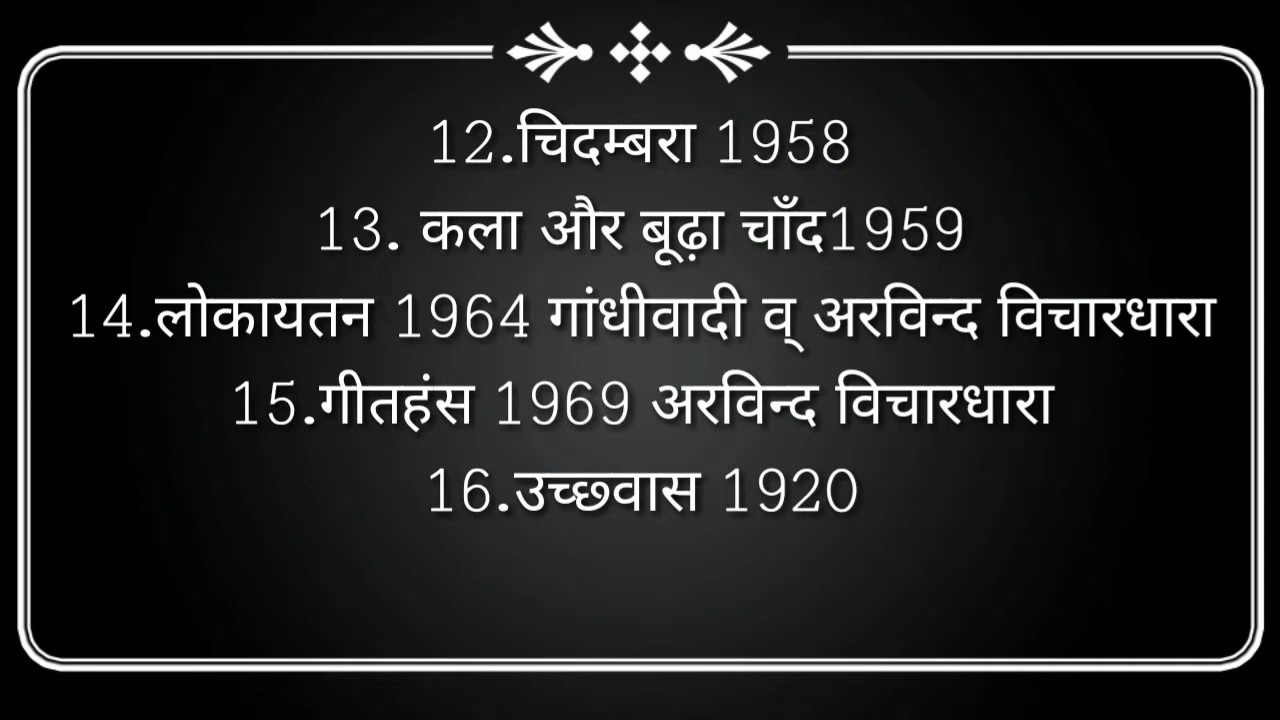 12.चिदम्बरा 1958
13. कला और बूढ़ा चाँद1959
14.लोकायतन 1964 गांधीवादी व् अरविन्द विचारधारा
15.गीतहंस 1969 अरविन्द विचारधारा
16.उच्छ्वास 1920